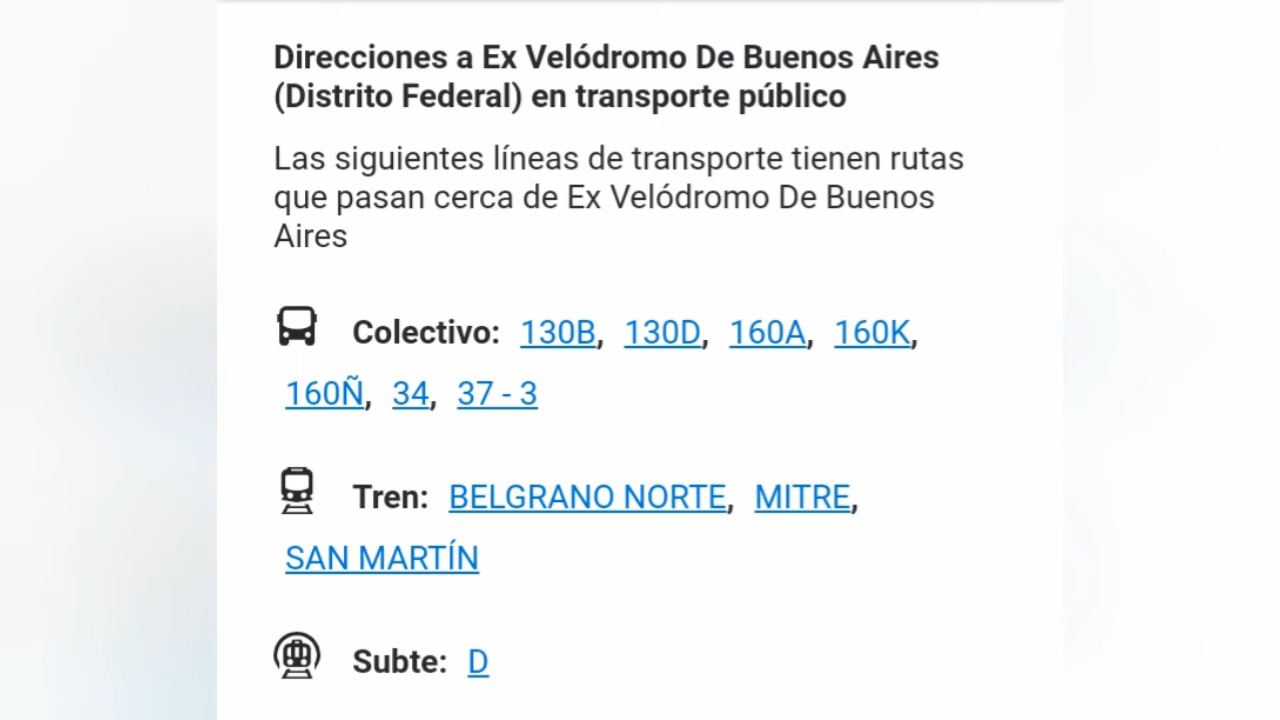 Direcciones a Ex Velódromo De Buenos Aires
(Distrito Federal) en transporte público
Las siguientes líneas de transporte tienen rutas
que pasan cerca de Ex Velódromo De Buenos
Aires
Colectivo: 130B, 130D, 160A, 160K,
160Ñ, 34, 37 - 3
Tren: BELGRANO NORTE, MITRE,
SAN MARTÍN
Subte: D